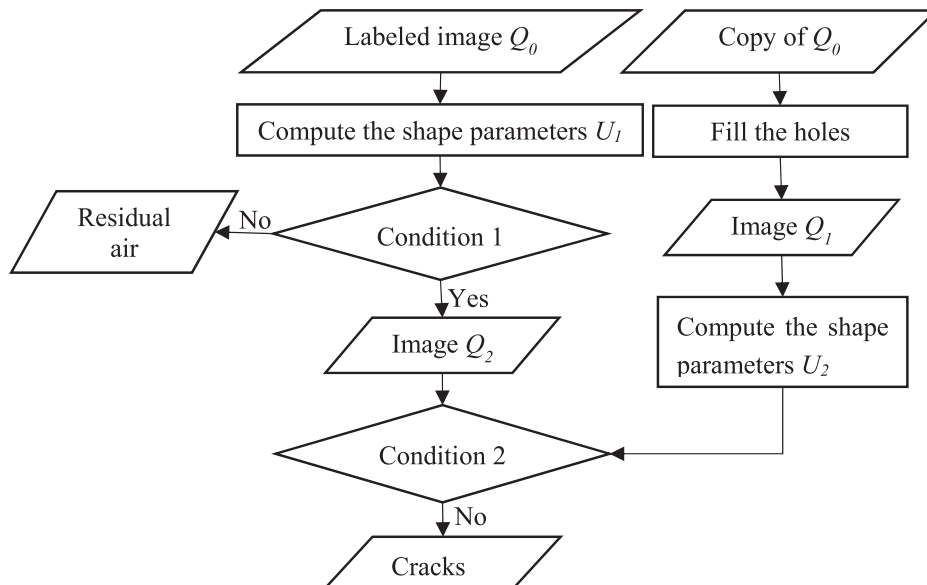 Labeled image Q0
Copy of Q0
Compute the shape parameters U1
Fill the holes
Residual
air
No
Condition 1
Image Q1
Yes
Image Q2
Compute the shape
parameters U2
Condition 2
No
Cracks